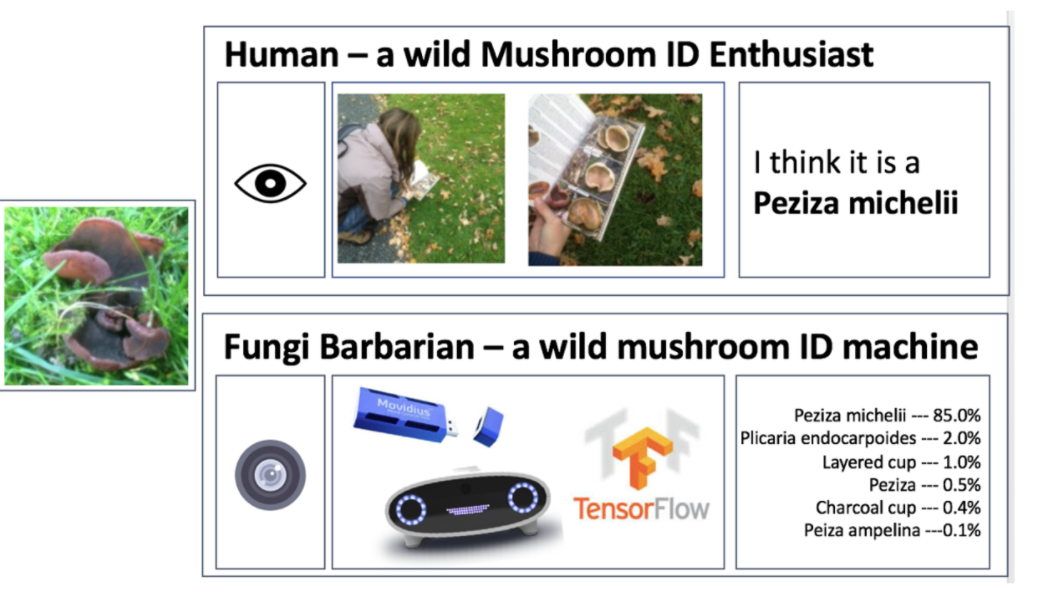 Human – a wild Mushroom ID Enthusiast
I think it is a
Peziza michelii
Fungi Barbarian – a wild mushroom ID machine
Movidius
TensorFlow
Peziza michelii --- 85.0%
Plicaria endocarpoides --- 2.0%
Layered cup --- 1.0%
Peziza --- 0.5%
Charcoal cup --- 0.4%
Peiza ampelina ---0.1%